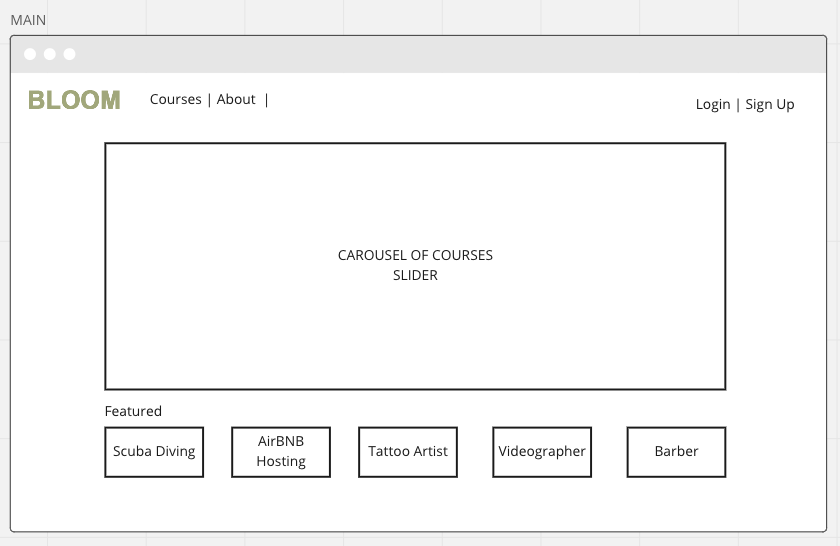 MAIN
BLOOM
Courses | About |
Login | Sign Up
CAROUSEL OF COURSES
SLIDER
Featured
Scuba Diving
AirBNB
Hosting
Tattoo Artist
Videographer
Barber